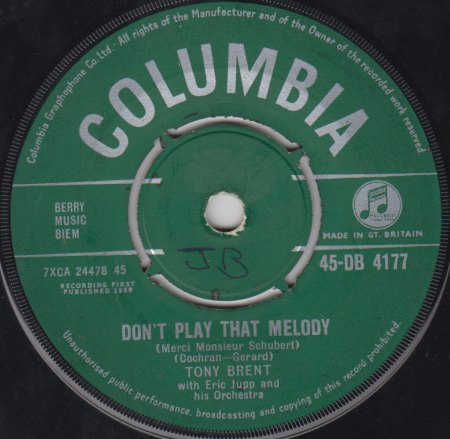 Columbia Graphophone Co. Ltd · All rights of the Manufacturer and of the Owner of the recorded work reserved
COLUMBIA
BERRY
MUSIC
BIEM
MADE IN GT. BRITAIN
7XCA 24478 45
45-DB 4177
RECORDING FIRST
PUBLISHED 1958
J.B
DON'T PLAY THAT MELODY
(Merci Monsieur Schubert)
(Cochran—Gerard)
TONY BRENT
with Eric Jupp and
his Orchestra
Unauthorised public performance, broadcasting and copying of this record prohibited